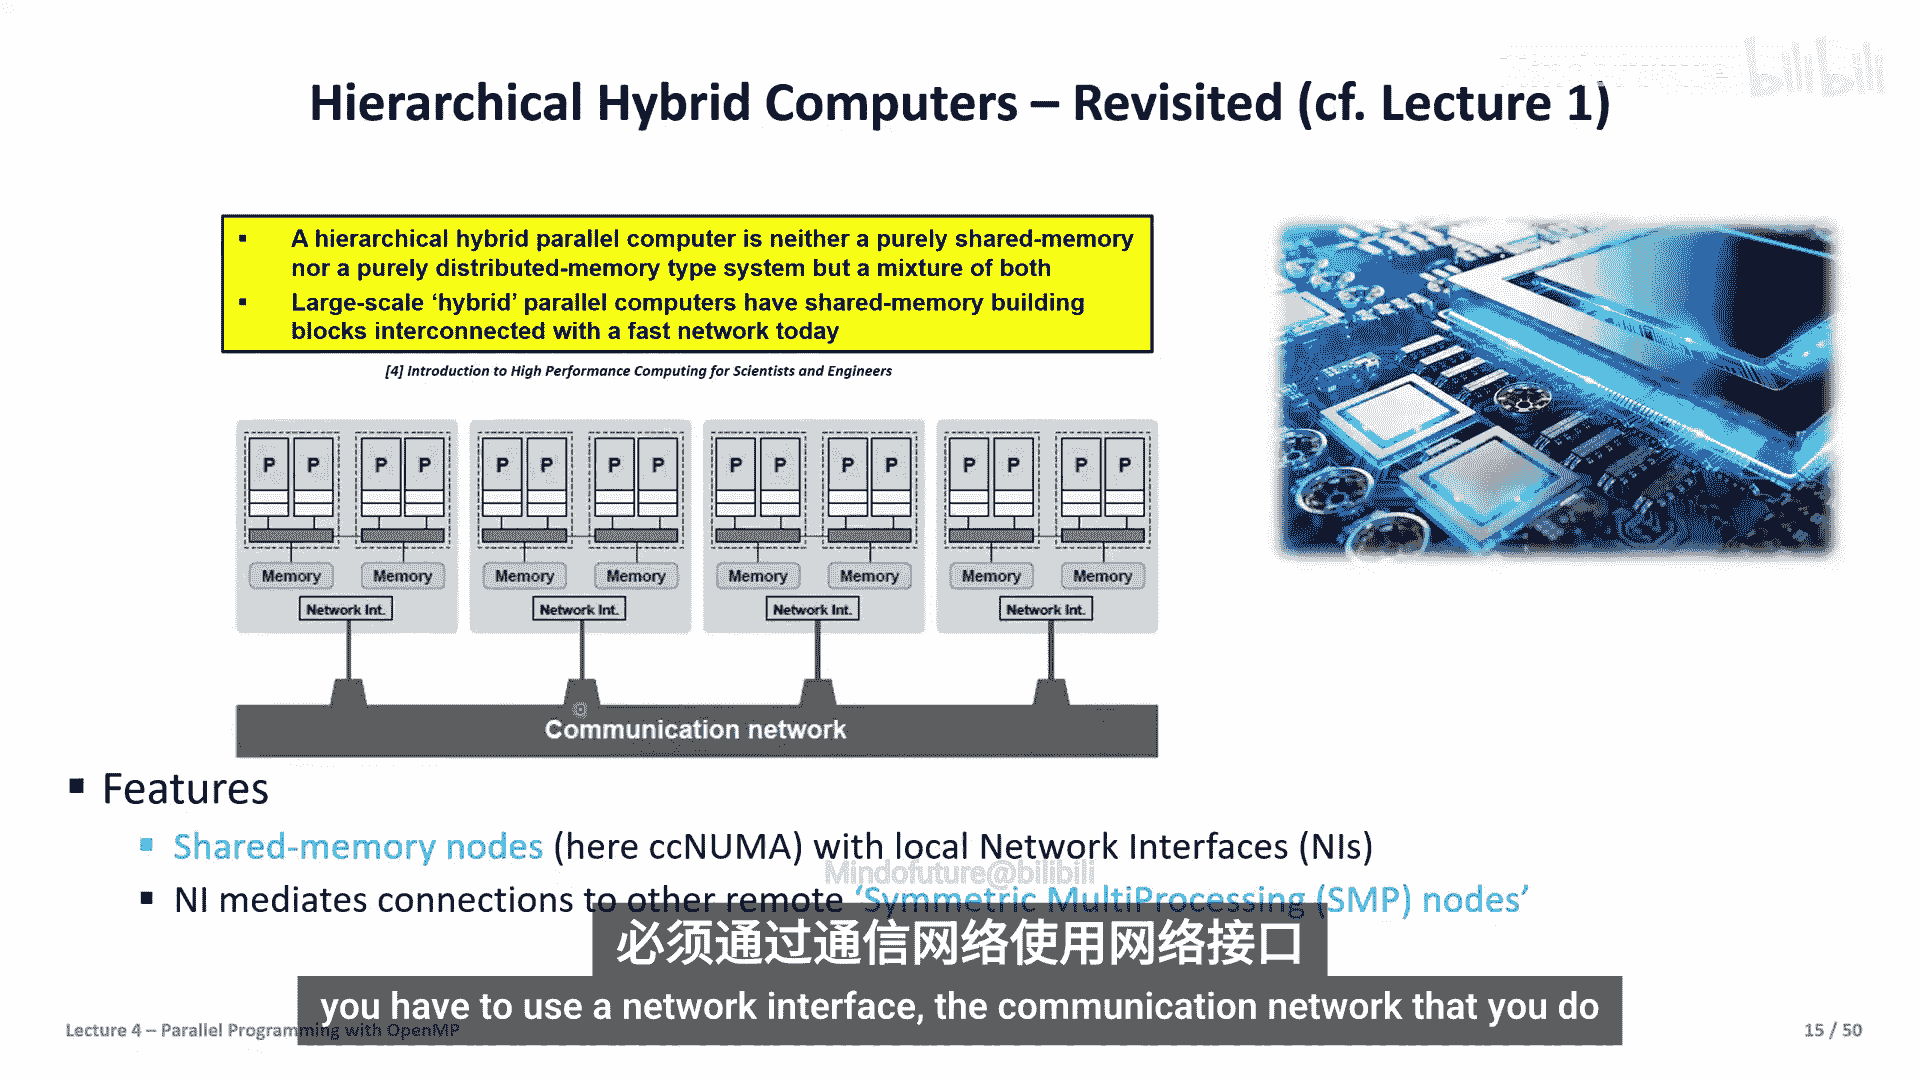 bilibili
Hierarchical Hybrid Computers – Revisited (cf. Lecture 1)
▪ A hierarchical hybrid parallel computer is neither a purely shared-memory
nor a purely distributed-memory type system but a mixture of both
▪ Large-scale ‘hybrid’ parallel computers have shared-memory building
blocks interconnected with a fast network today
[4] Introduction to High Performance Computing for Scientists and Engineers
P P P P P P P P P P P P P P P P
Memory Memory Memory Memory Memory Memory Memory Memory
Network Int. Network Int. Network Int. Network Int.
Communication network
▪ Features
▪ Shared-memory nodes (here ccNUMA) with local Network Interfaces (NIs)
Mindofuture@bilibili
▪ NI mediates connections to other remote ‘Symmetric MultiProcessing (SMP) nodes’
必须通过通信网络使用网络接口
you have to use a network interface, the communication network that you do
Lecture 4 – Parallel Programming with OpenMP
15 / 50